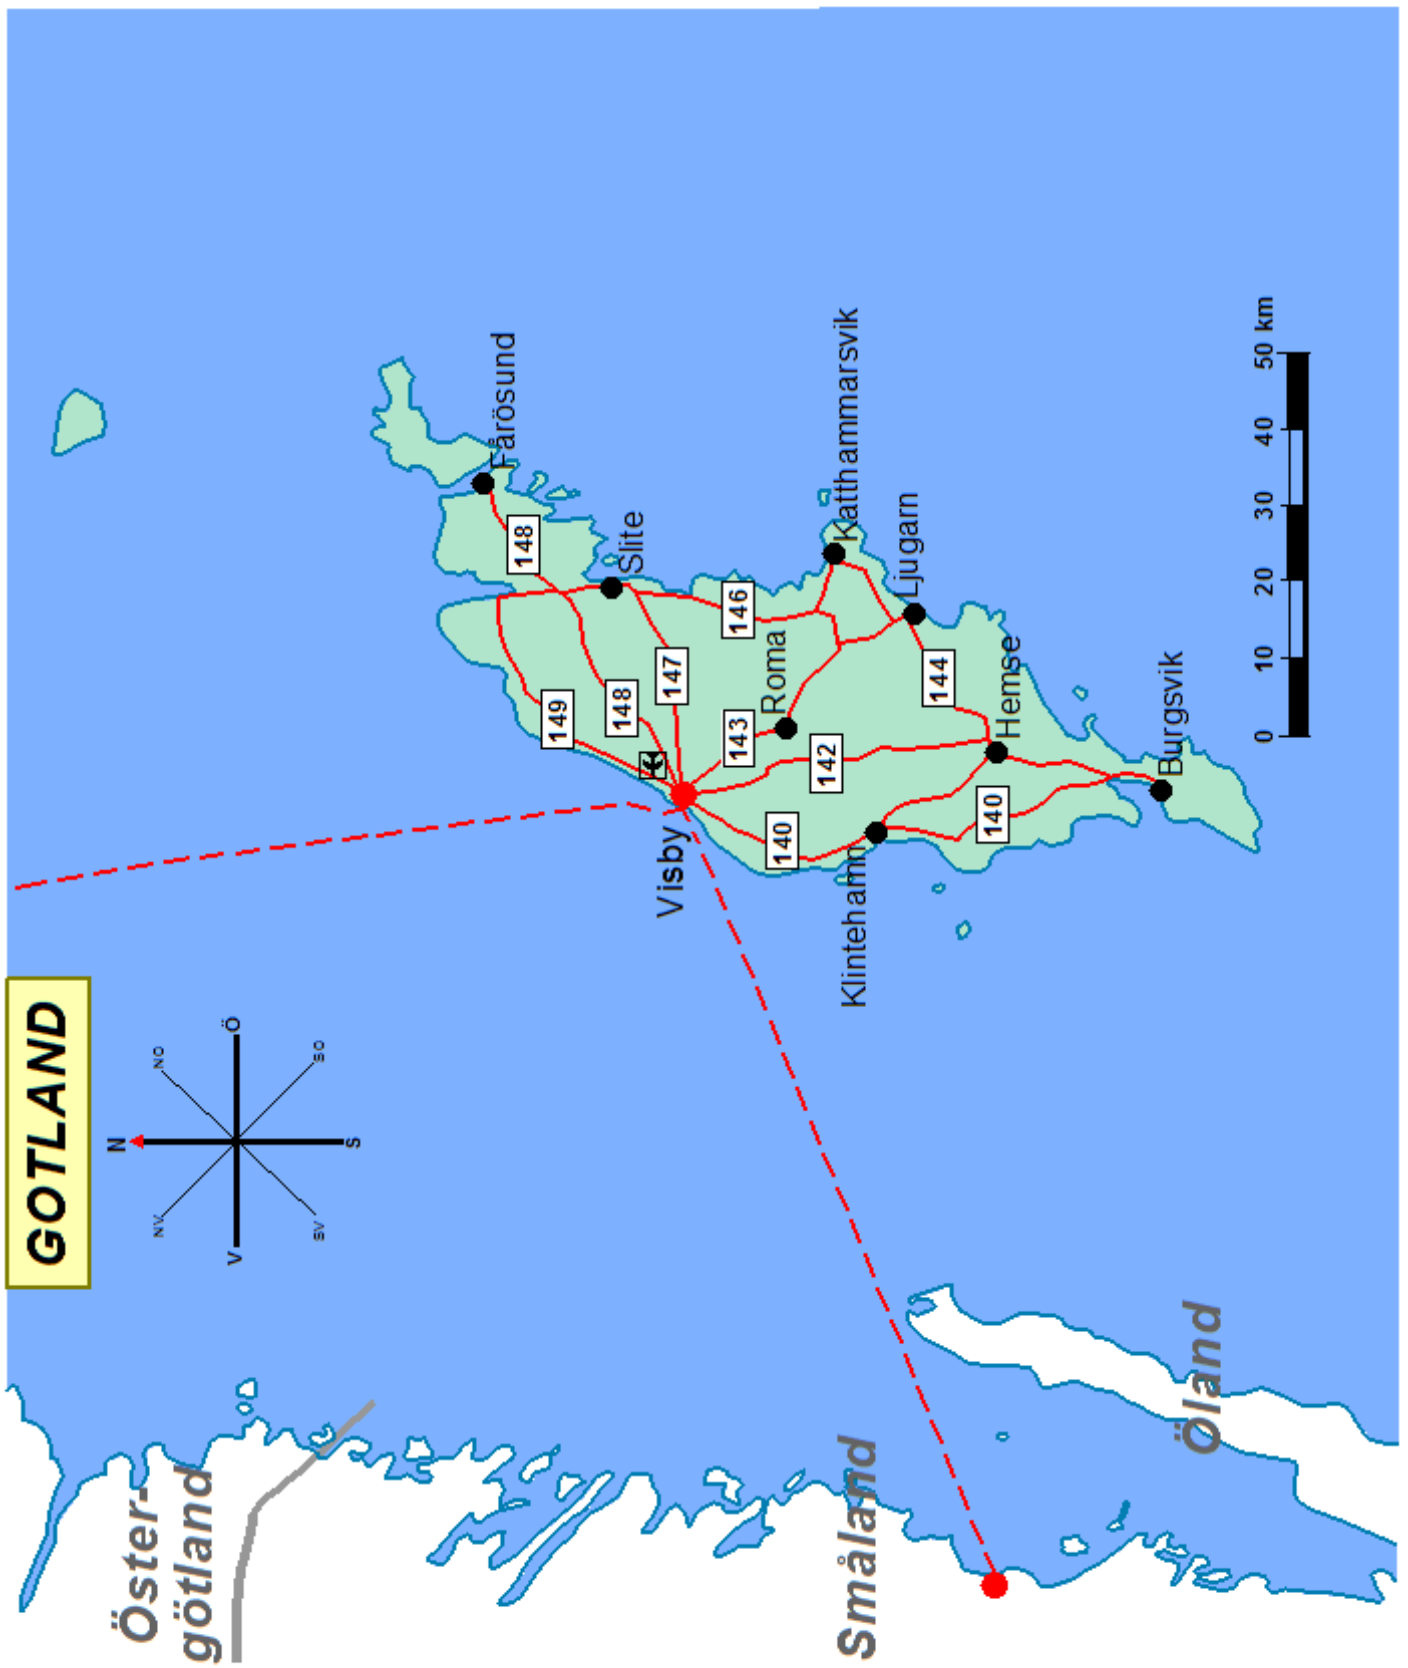 GOTLAND
N
NV
NO
V
Ö
SV
SO
S
Öster-
götland
Småland
Öland
Fårösund
148
Slite
149
148
147
146
Visby
143
Roma
Katthammarsvik
142
140
Ljugarn
144
Klintehamn
Hemse
140
Burgsvik
0 10 20 30 40 50 km